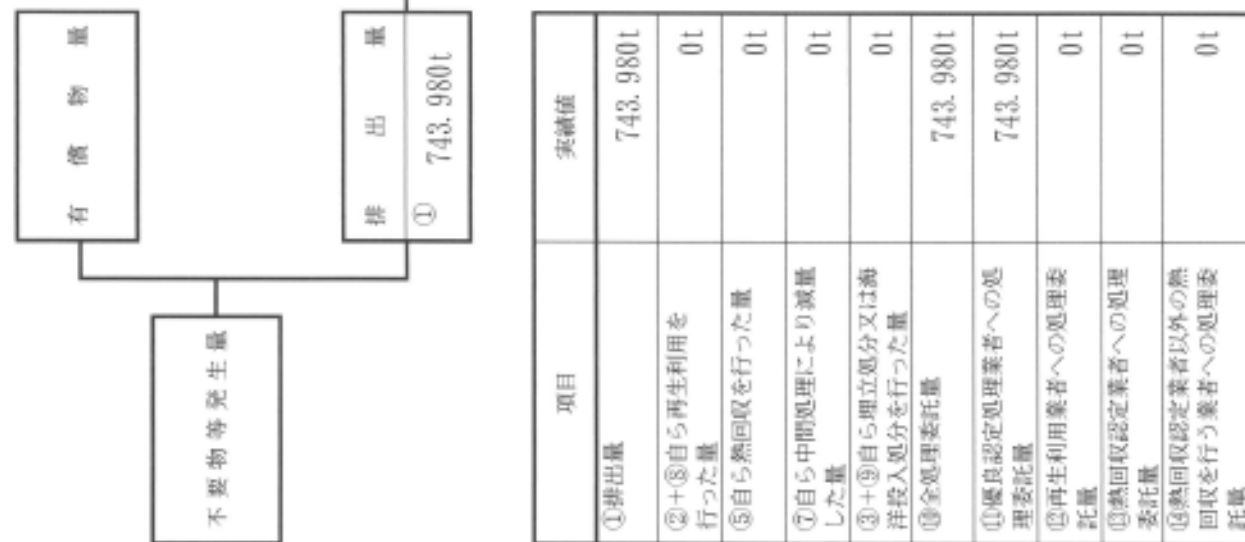 有償物量
不要物等発生量
排出量
①
743.980t
項目
実績値
①排出量
743.980t
②+⑧自ら再生利用を
行った量
0t
⑤自ら熱回収を行った量
0t
⑦自ら中間処理により減量
した量
0t
③+⑨自ら埋立処分又は海
洋投入処分を行った量
0t
⑩全処理委託量
743.980t
⑪優良認定処理業者への処
理委託量
743.980t
⑫再生利用業者への処理委
託量
0t
⑬熱回収認定業者への処理
委託量
0t
⑭熱回収認定業者以外の熱
回収を行う業者への処理委
託量
0t